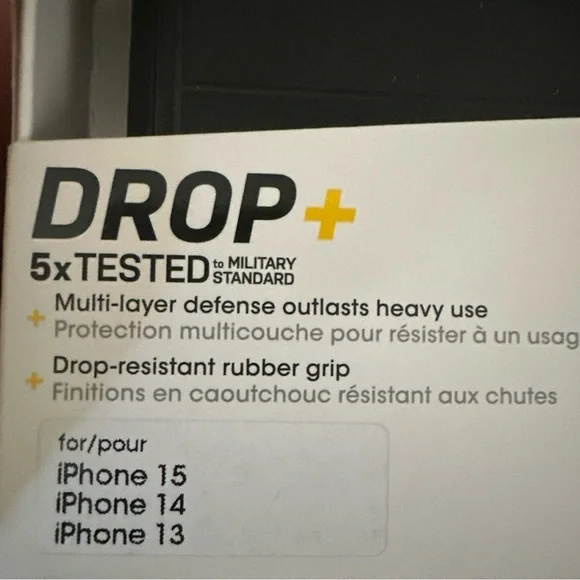 DROP+
5xTESTED to MILITARY STANDARD
+ Multi-layer defense outlasts heavy use
Protection multicouche pour résister à un usag
+ Drop-resistant rubber grip
Finitions en caoutchouc résistant aux chutes
for/pour
iPhone 15
iPhone 14
iPhone 13